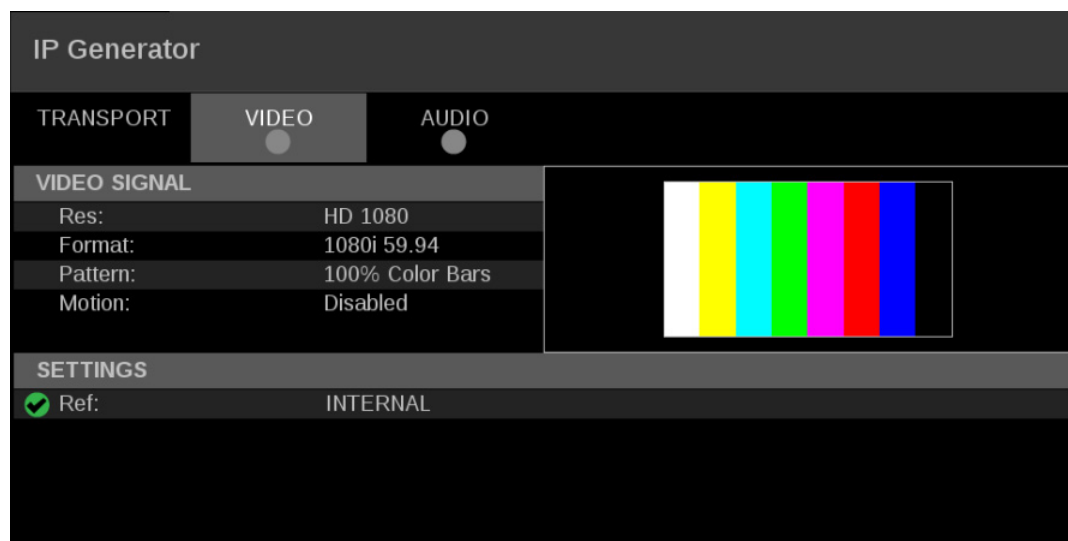 IP Generator
TRANSPORT VIDEO AUDIO
VIDEO SIGNAL
Res: HD 1080
Format: 1080i 59.94
Pattern: 100% Color Bars
Motion: Disabled
SETTINGS
Ref: INTERNAL